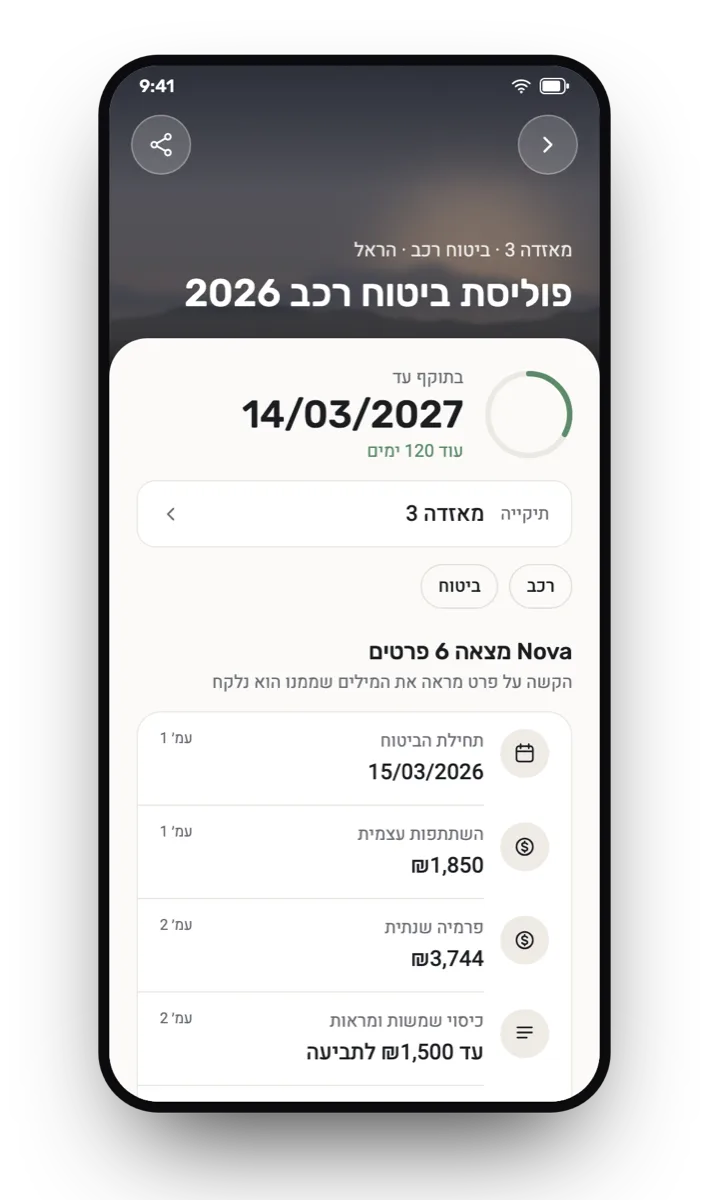 9:41
מאזדה 3 · ביטוח רכב · הראל
פוליסת ביטוח רכב 2026
בתוקף עד
14/03/2027
עוד 120 ימים
תיקייה מאזדה 3
רכב ביטוח
Nova מצאה 6 פרטים
הקשה על פרט מראה את המילים שממנו הוא נלקח
תחילת הביטוח עמ׳ 1
15/03/2026
השתתפות עצמית עמ׳ 1
₪1,850
פרמיה שנתית עמ׳ 2
₪3,744
כיסוי שמשות ומראות עמ׳ 2
עד ₪1,500 לתביעה